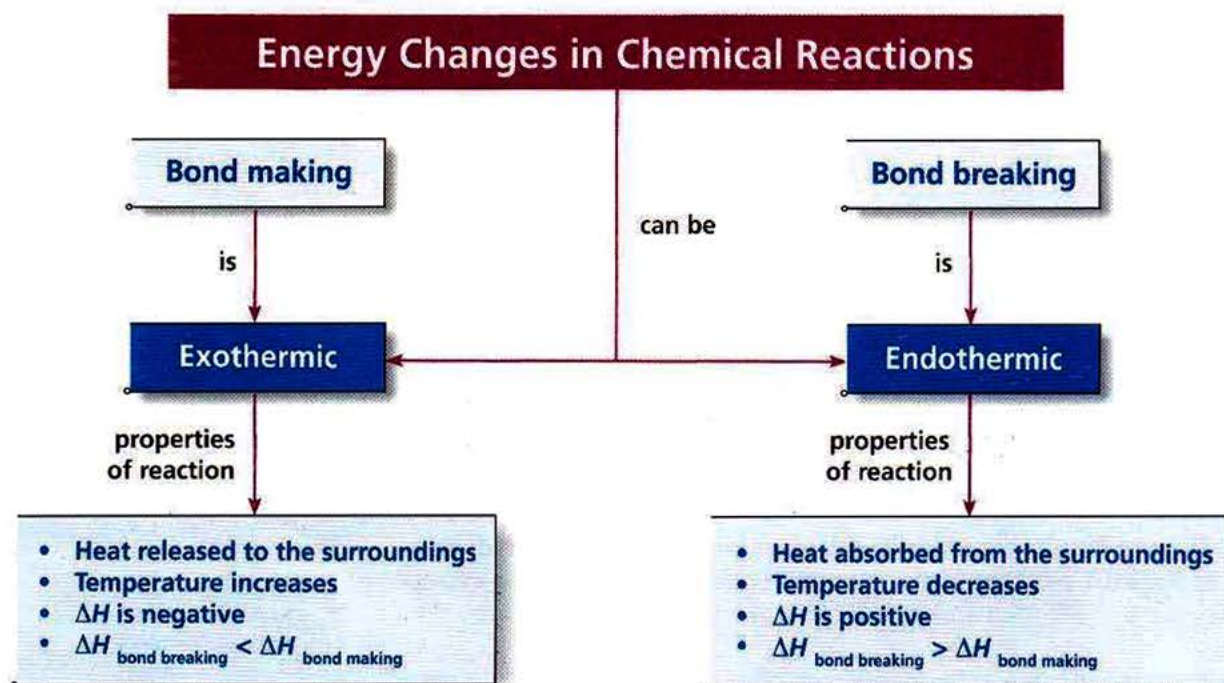 Energy Changes in Chemical Reactions
Bond making
Bond breaking
can be
is
is
Exothermic
Endothermic
properties
of reaction
properties
of reaction
• Heat released to the surroundings
• Temperature increases
• ΔH is negative
• ΔH bond breaking < ΔH bond making
• Heat absorbed from the surroundings
• Temperature decreases
• ΔH is positive
• ΔH bond breaking > ΔH bond making